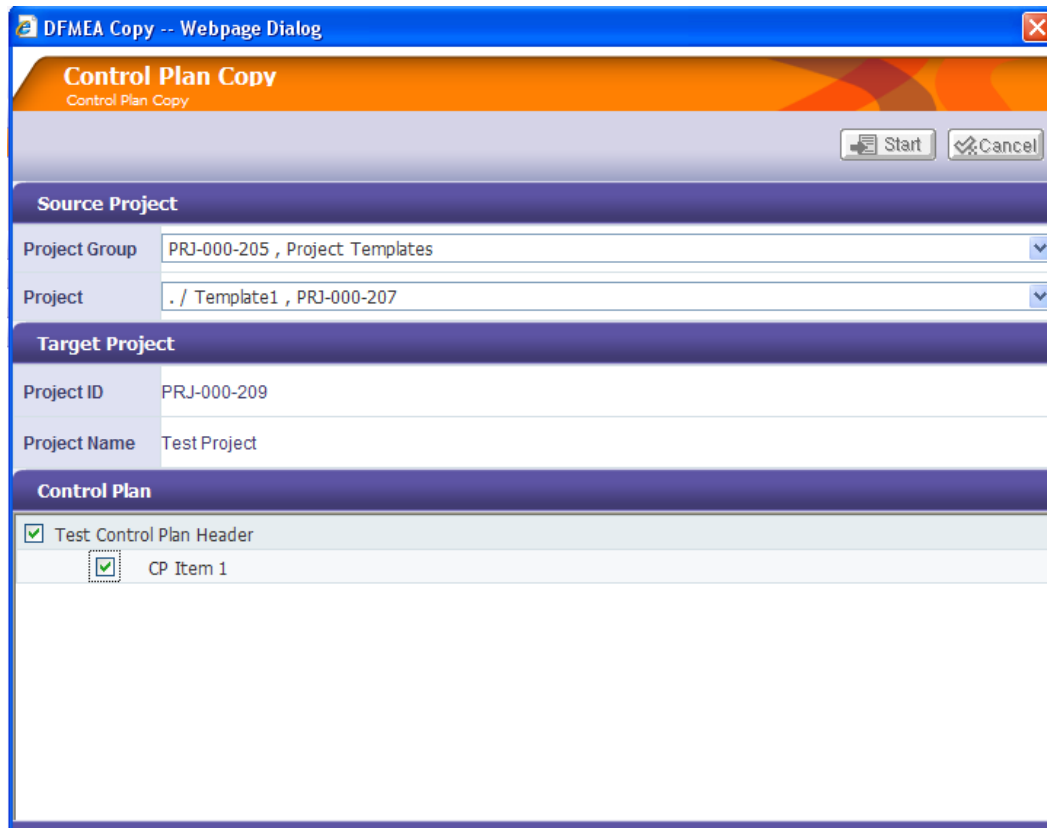 DFMEA Copy -- Webpage Dialog
Control Plan Copy
Control Plan Copy
Start Cancel
Source Project
Project Group PRJ-000-205 , Project Templates
Project . / Template1 , PRJ-000-207
Target Project
Project ID PRJ-000-209
Project Name Test Project
Control Plan
Test Control Plan Header
CP Item 1